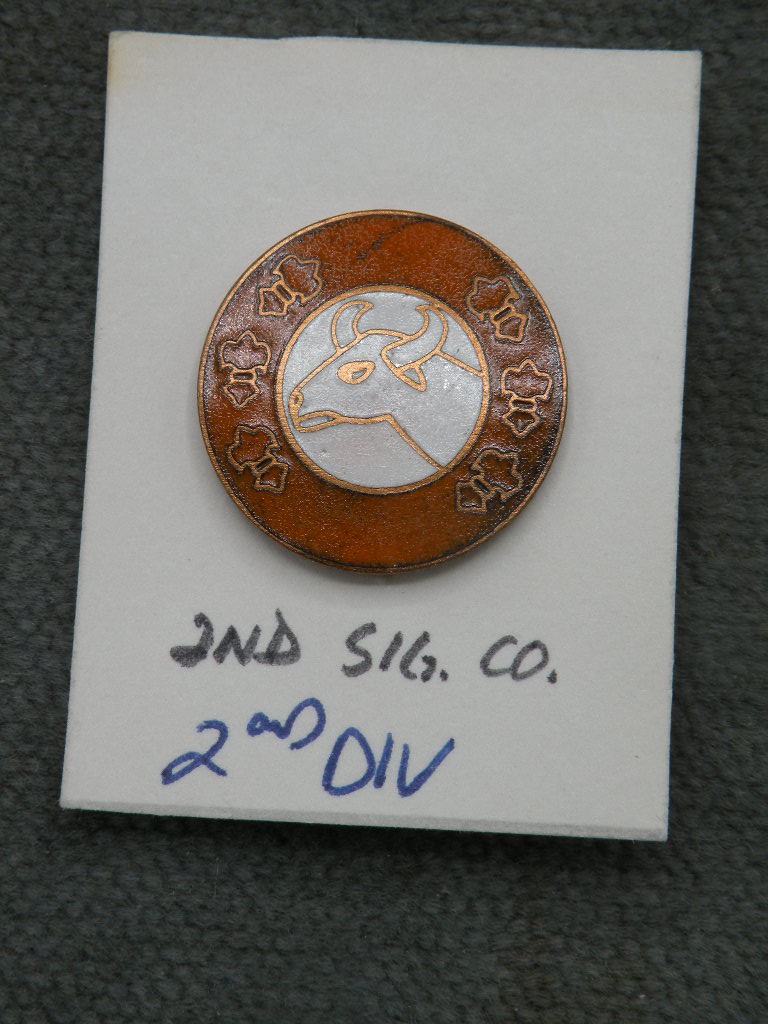 2ND SIG. CO.
2ND DIV